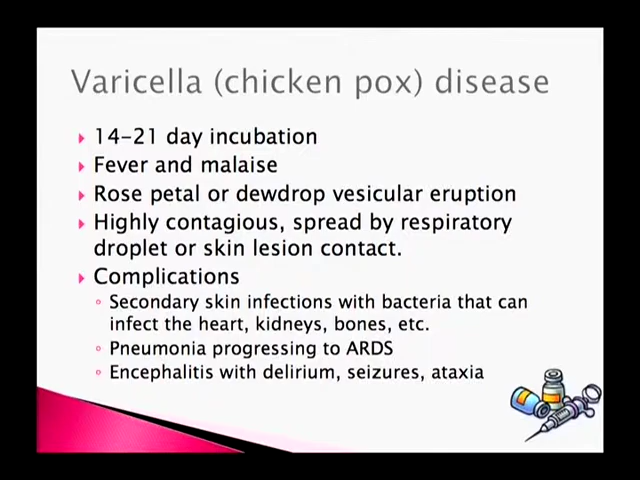 Varicella (chicken pox) disease
14-21 day incubation
Fever and malaise
Rose petal or dewdrop vesicular eruption
Highly contagious, spread by respiratory
droplet or skin lesion contact.
Complications
Secondary skin infections with bacteria that can
infect the heart, kidneys, bones, etc.
Pneumonia progressing to ARDS
Encephalitis with delirium, seizures, ataxia